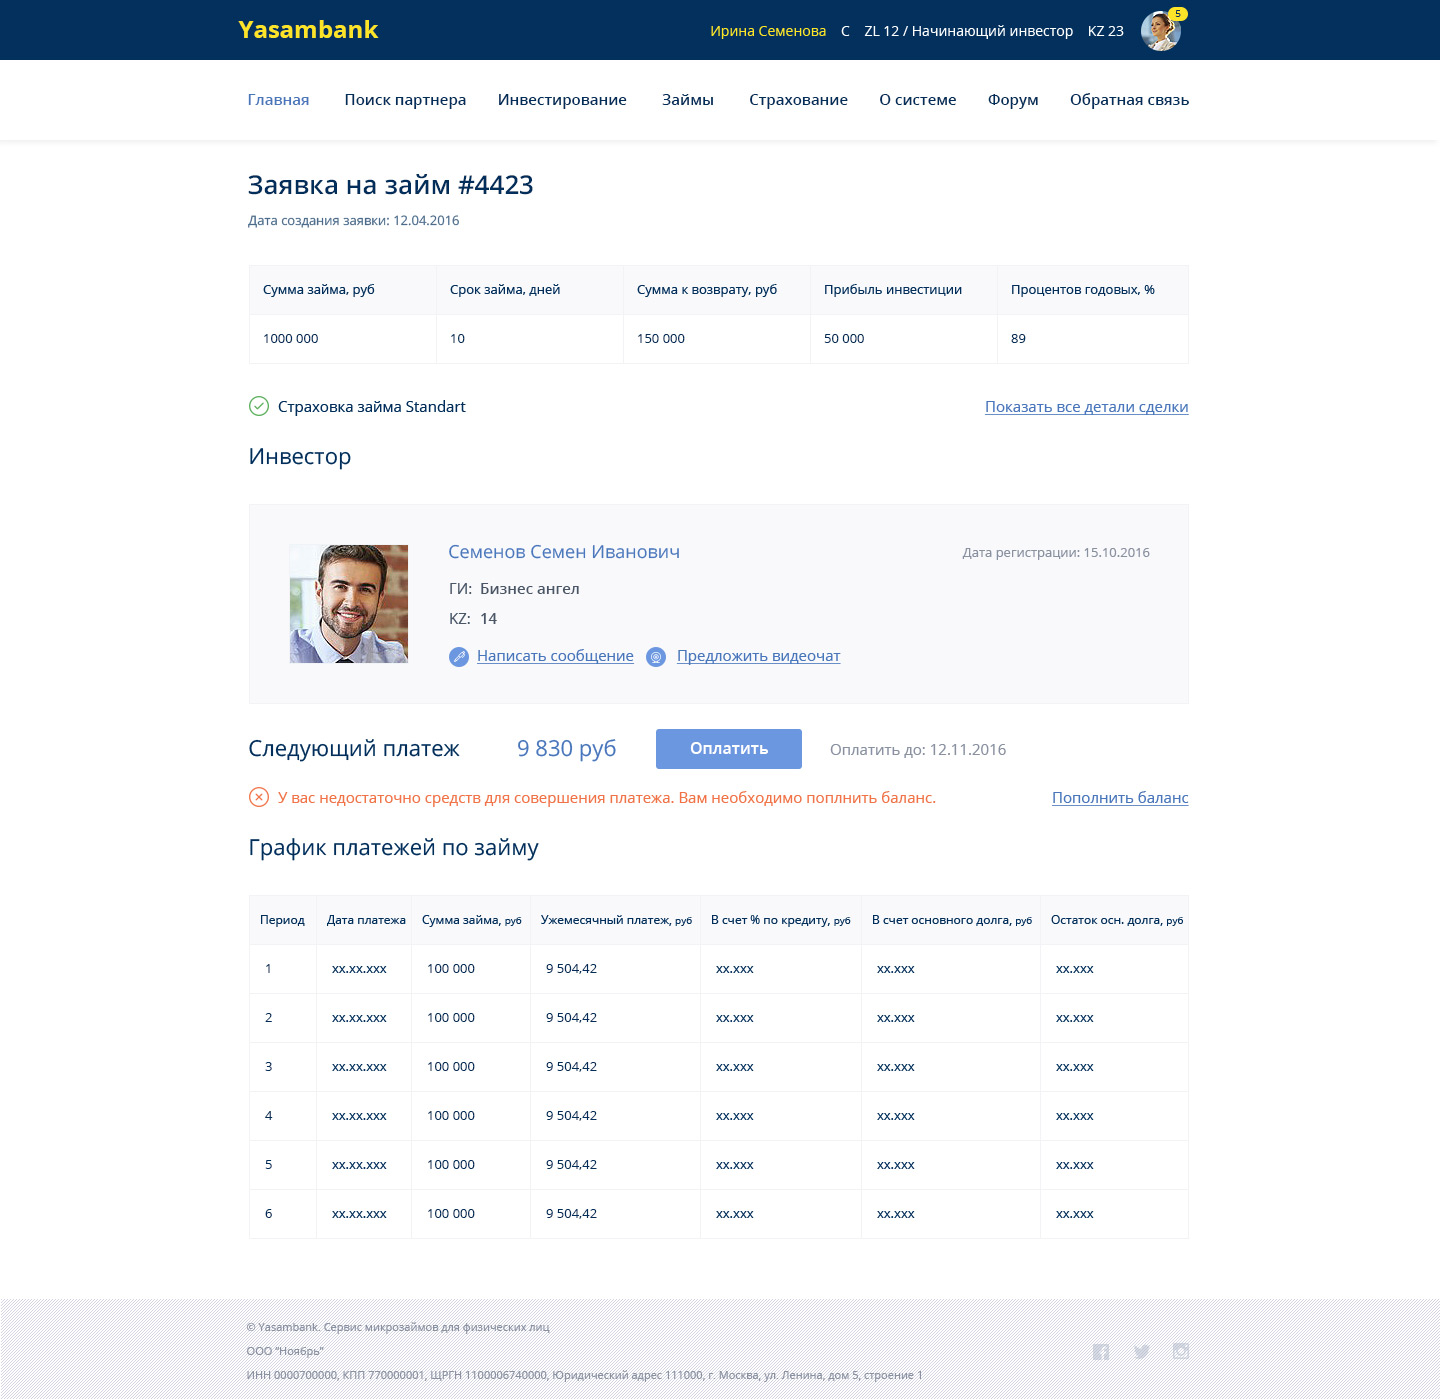 Yasambank
Ирина Семенова С ZL 12 / Начинающий инвестор KZ 23 5
Главная Поиск партнера Инвестирование Займы Страхование О системе Форум Обратная связь
Заявка на займ #4423
Дата создания заявки: 12.04.2016
Сумма займа, руб Срок займа, дней Сумма к возврату, руб Прибыль инвестиции Процентов годовых, %
1000 000 10 150 000 50 000 89
Страховка займа Standart Показать все детали сделки
Инвестор
Семенов Семен Иванович Дата регистрации: 15.10.2016
ГИ: Бизнес ангел
KZ: 14
Написать сообщение Предложить видеочат
Следующий платеж 9 830 руб Оплатить Оплатить до: 12.11.2016
У вас недостаточно средств для совершения платежа. Вам необходимо поплнить баланс. Пополнить баланс
График платежей по займу
Период Дата платежа Сумма займа, руб Ужемесячный платеж, руб В счет % по кредиту, руб В счет основного долга, руб Остаток осн. долга, руб
1 xx.xx.xxx 100 000 9 504,42 xx.xxx xx.xxx xx.xxx
2 xx.xx.xxx 100 000 9 504,42 xx.xxx xx.xxx xx.xxx
3 xx.xx.xxx 100 000 9 504,42 xx.xxx xx.xxx xx.xxx
4 xx.xx.xxx 100 000 9 504,42 xx.xxx xx.xxx xx.xxx
5 xx.xx.xxx 100 000 9 504,42 xx.xxx xx.xxx xx.xxx
6 xx.xx.xxx 100 000 9 504,42 xx.xxx xx.xxx xx.xxx
© Yasambank. Сервис микрозаймов для физических лиц
ООО "Ноябрь"
ИНН 0000700000, КПП 770000001, ЩРГН 1100006740000, Юридический адрес 111000, г. Москва, ул. Ленина, дом 5, строение 1